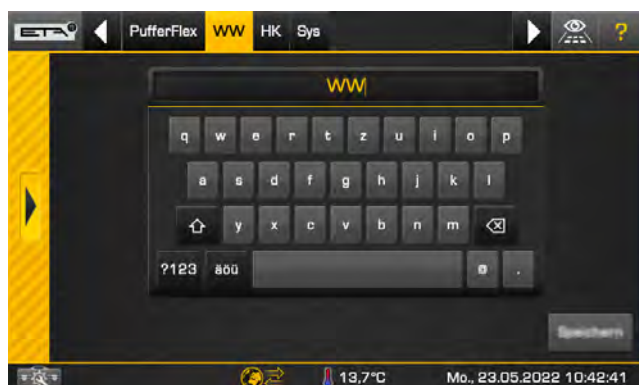 ETA PufferFlex WW HK Sys ?
WW
q w e r t z u i o p
a s d f g h j k l
y x c v b n m
?123 äöü @ .
Speichern
13,7°C Mo., 23.05.2022 10:42:41